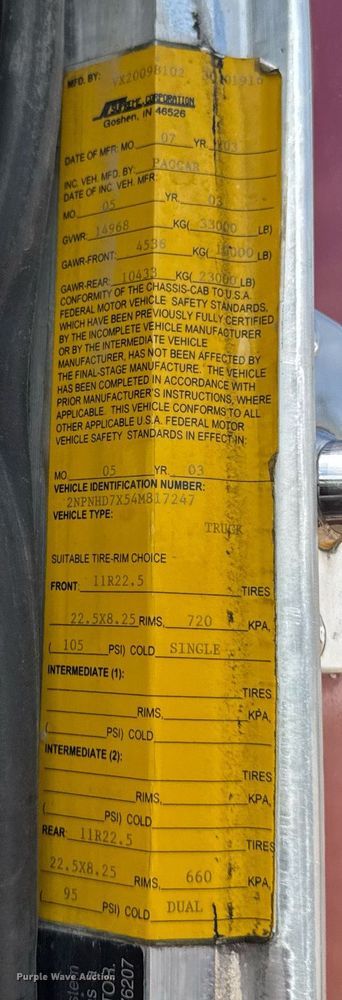 MFD. BY: VX20098102
SUPREME CORPORATION
Goshen, IN 46526
DATE OF MFR: MO. 07 YR. 03
INC. VEH. MFD. BY: PACCAR
DATE OF INC. VEH. MFR:
MO. 05 YR. 03
GVWR: 14968 KG( 33000 LB)
GAWR-FRONT: 4536 KG( 10000 LB)
GAWR-REAR: 10433 KG( 23000 LB)
CONFORMITY OF THE CHASSIS-CAB TO U.S.A.
FEDERAL MOTOR VEHICLE SAFETY STANDARDS,
WHICH HAVE BEEN PREVIOUSLY FULLY CERTIFIED
BY THE INCOMPLETE VEHICLE MANUFACTURER
OR BY THE INTERMEDIATE VEHICLE
MANUFACTURER, HAS NOT BEEN AFFECTED BY
THE FINAL-STAGE MANUFACTURE. THE VEHICLE
HAS BEEN COMPLETED IN ACCORDANCE WITH
PRIOR MANUFACTURER'S INSTRUCTIONS, WHERE
APPLICABLE. THIS VEHICLE CONFORMS TO ALL
OTHER APPLICABLE U.S.A. FEDERAL MOTOR
VEHICLE SAFETY STANDARDS IN EFFECT IN:
MO. 05 YR. 03
VEHICLE IDENTIFICATION NUMBER:
2NPNHD7X54M817247
VEHICLE TYPE:
TRUCK
SUITABLE TIRE-RIM CHOICE
FRONT: 11R22.5 TIRES
22.5X8.25 RIMS, 720 KPA,
( 105 PSI) COLD SINGLE
INTERMEDIATE (1):
TIRES
RIMS, KPA,
( PSI) COLD
INTERMEDIATE (2):
TIRES
RIMS, KPA,
( PSI) COLD
REAR: 11R22.5 TIRES
22.5X8.25 RIMS, 660 KPA,
( 95 PSI) COLD DUAL
6207
Purple Wave Auction